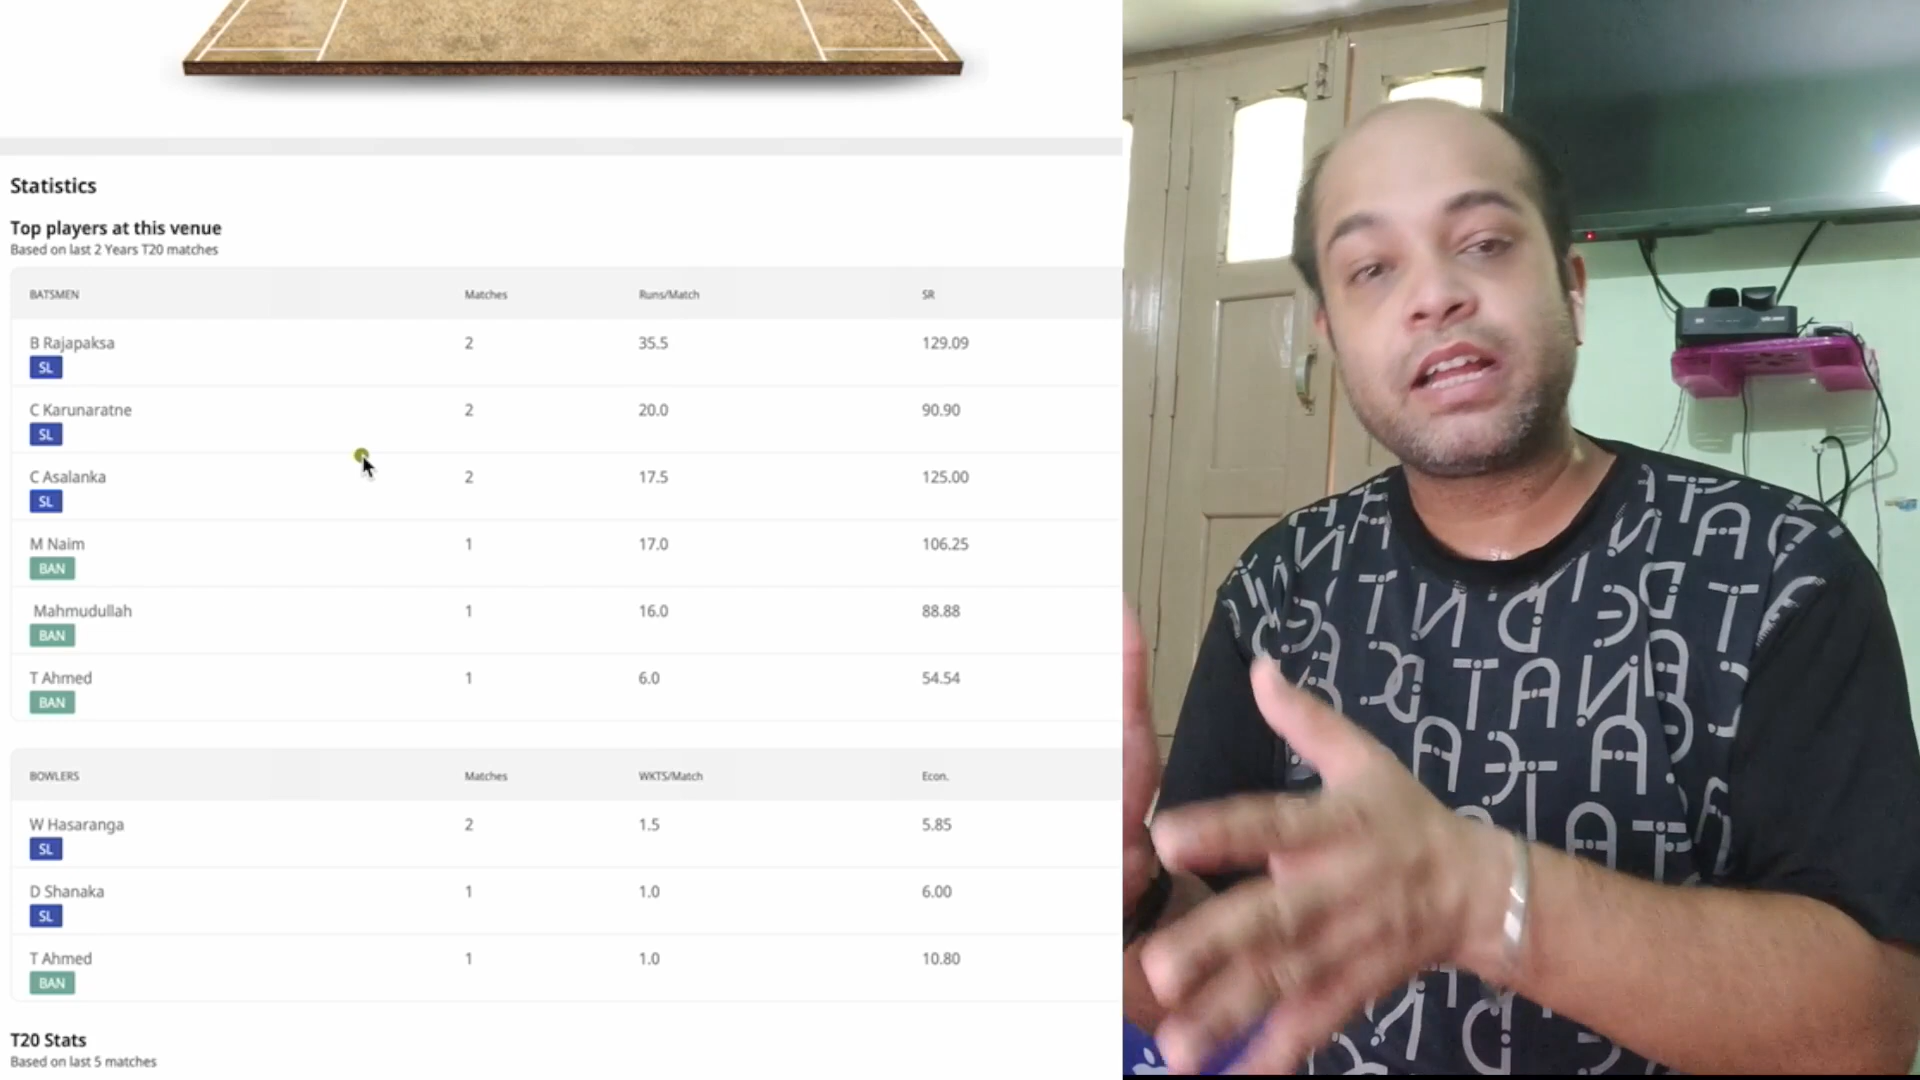 Statistics
Top players at this venue
Based on last 2 Years T20 matches
BATSMEN Matches Runs/Match SR
B Rajapaksa 2 35.5 129.09
SL
C Karunaratne 2 20.0 90.90
SL
C Asalanka 2 17.5 125.00
SL
M Naim 1 17.0 106.25
BAN
Mahmudullah 1 16.0 88.88
BAN
T Ahmed 1 6.0 54.54
BAN
BOWLERS Matches WKTS/Match Econ.
W Hasaranga 2 1.5 5.85
SL
D Shanaka 1 1.0 6.00
SL
T Ahmed 1 1.0 10.80
BAN
T20 Stats
Based on last 5 matches